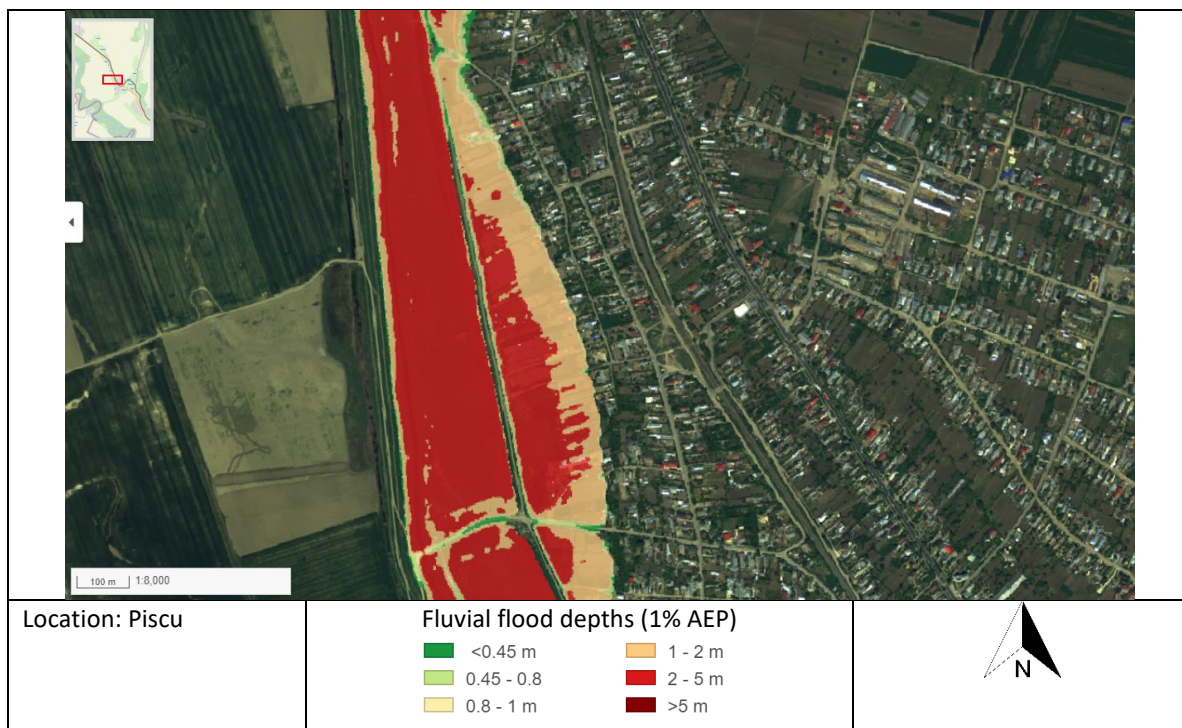 100 m 1:8,000
Location: Piscu
Fluvial flood depths (1% AEP)
<0.45 m
0.45 - 0.8
0.8 - 1 m
1 - 2 m
2 - 5 m
>5 m
N